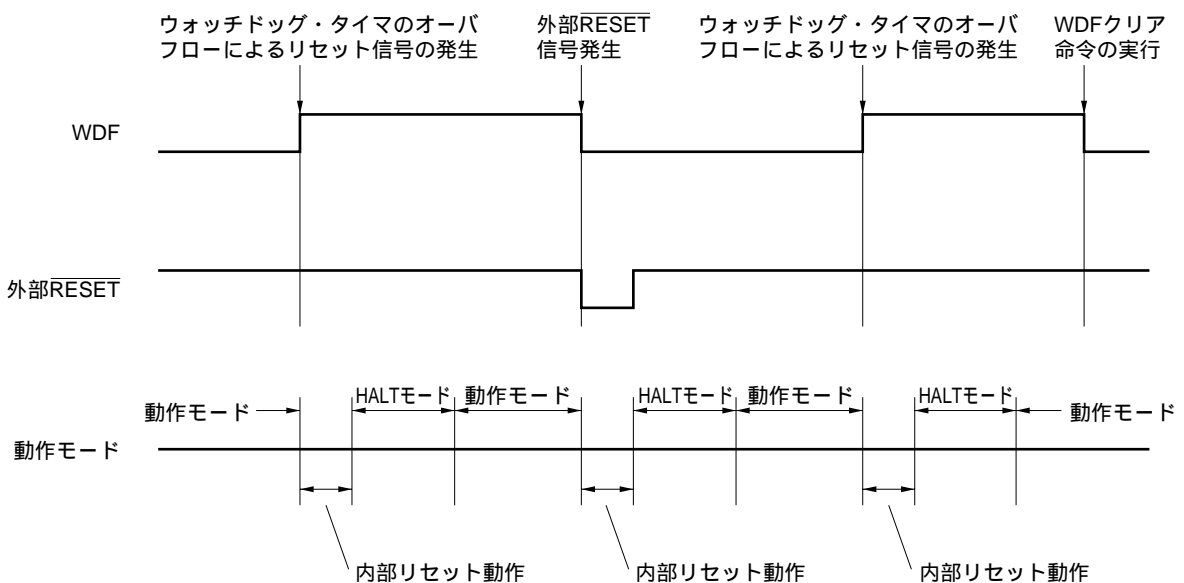 ウォッチドッグ・タイマのオーバ
フローによるリセット信号の発生
外部RESET
信号発生
ウォッチドッグ・タイマのオーバ
フローによるリセット信号の発生
WDFクリア
命令の実行
WDF
外部RESET
動作モード
HALTモード
動作モード
HALTモード
動作モード
HALTモード
動作モード
動作モード
内部リセット動作
内部リセット動作
内部リセット動作